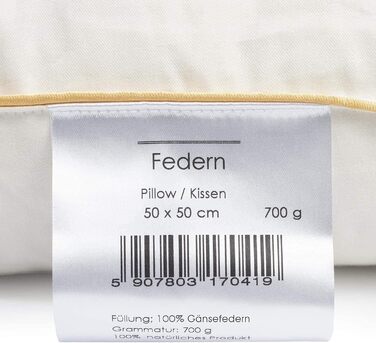 Federn
Pillow / Kissen
50 x 50 cm 700 g
5 907803 170419
Füllung; 100% Gänsefedern
Grammatur: 700 g
100% natürliches Produkt